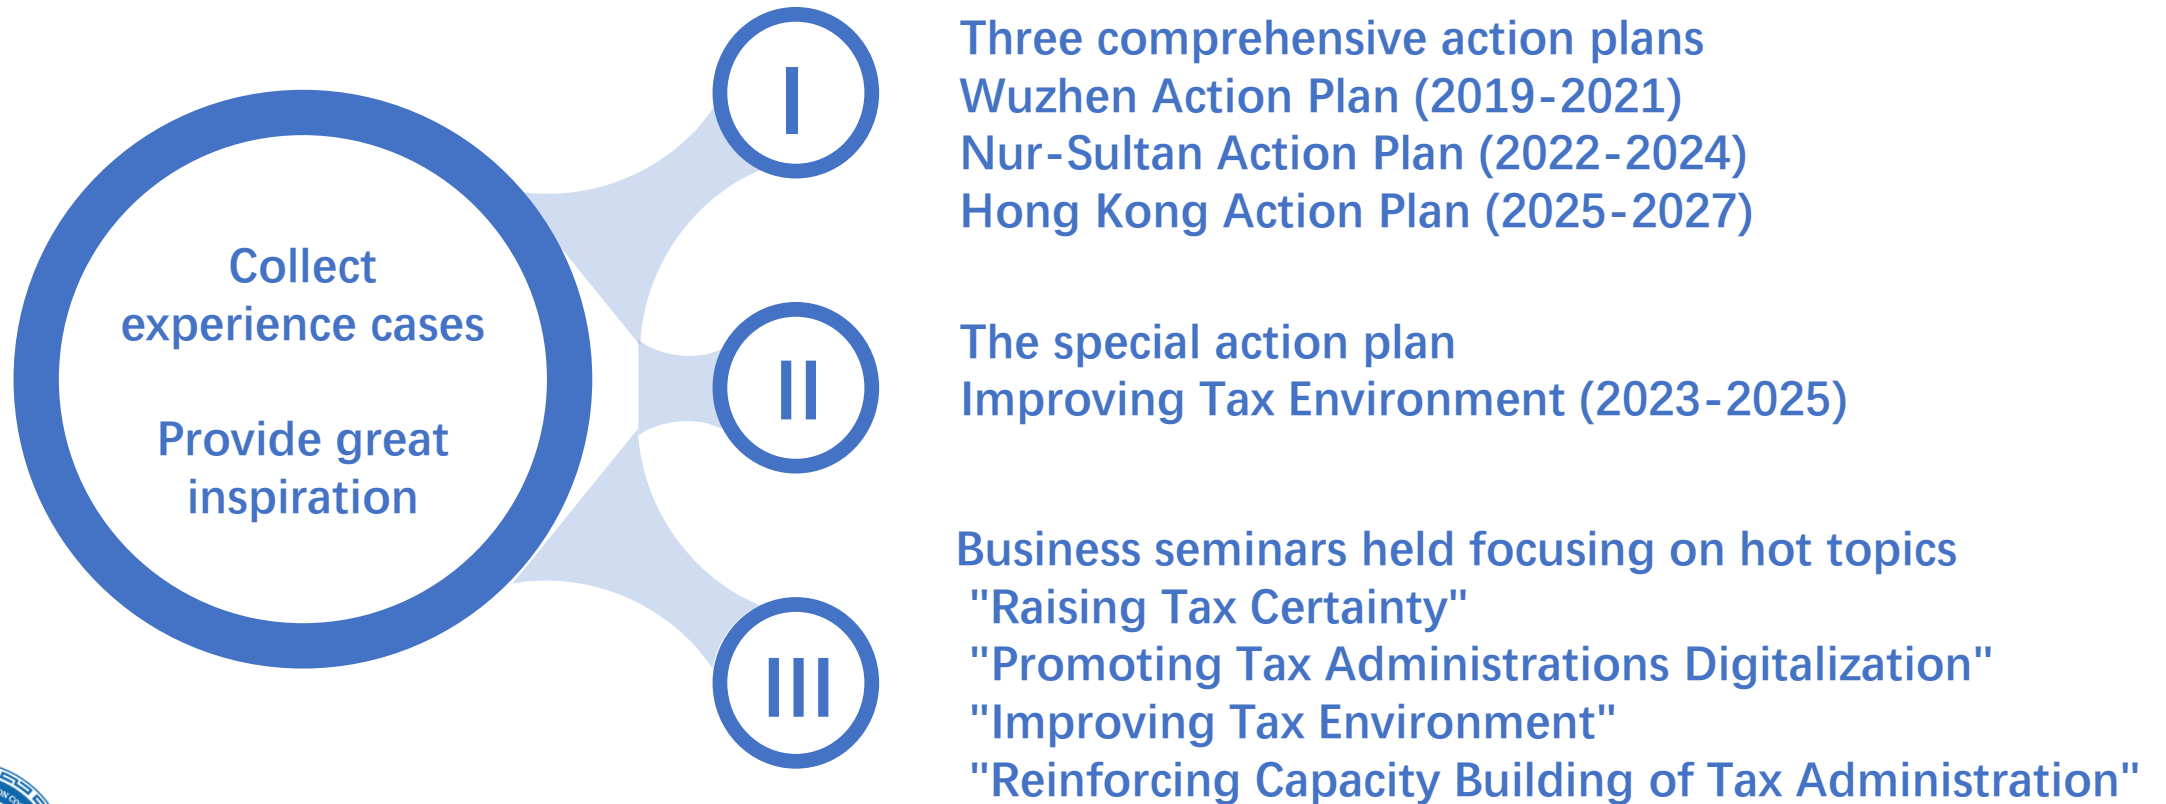 Collect
experience cases
Provide great
inspiration
I
Three comprehensive action plans
Wuzhen Action Plan (2019-2021)
Nur-Sultan Action Plan (2022-2024)
Hong Kong Action Plan (2025-2027)
II
The special action plan
Improving Tax Environment (2023-2025)
III
Business seminars held focusing on hot topics
"Raising Tax Certainty"
"Promoting Tax Administrations Digitalization"
"Improving Tax Environment"
"Reinforcing Capacity Building of Tax Administration"